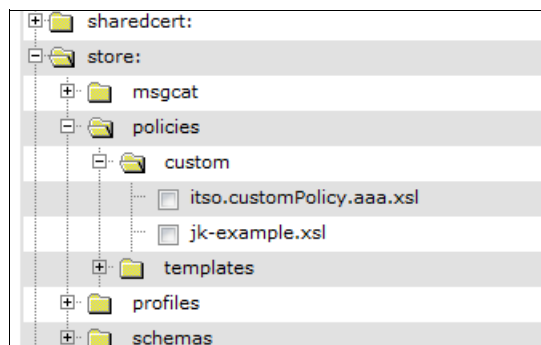 sharedcert:
store:
msgcat
policies
custom
itso.customPolicy.aaa.xsl
jk-example.xsl
templates
profiles
schemas